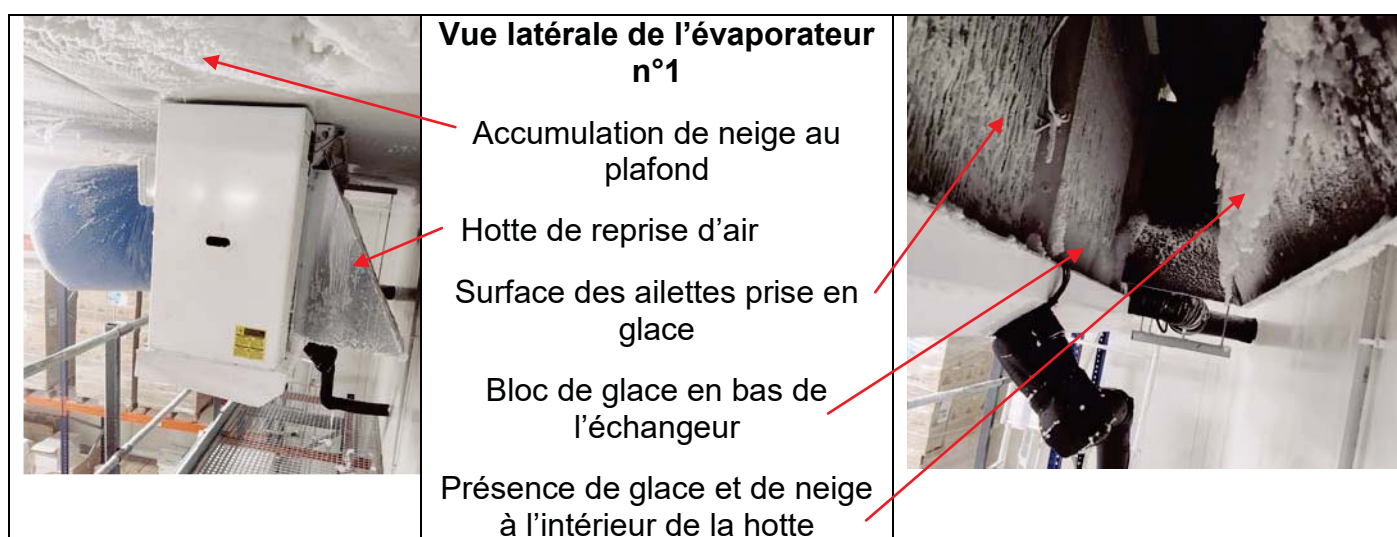 Vue latérale de l’évaporateur
n°1
Accumulation de neige au
plafond
Hotte de reprise d’air
Surface des ailettes prise en
glace
Bloc de glace en bas de
l’échangeur
Présence de glace et de neige
à l’intérieur de la hotte